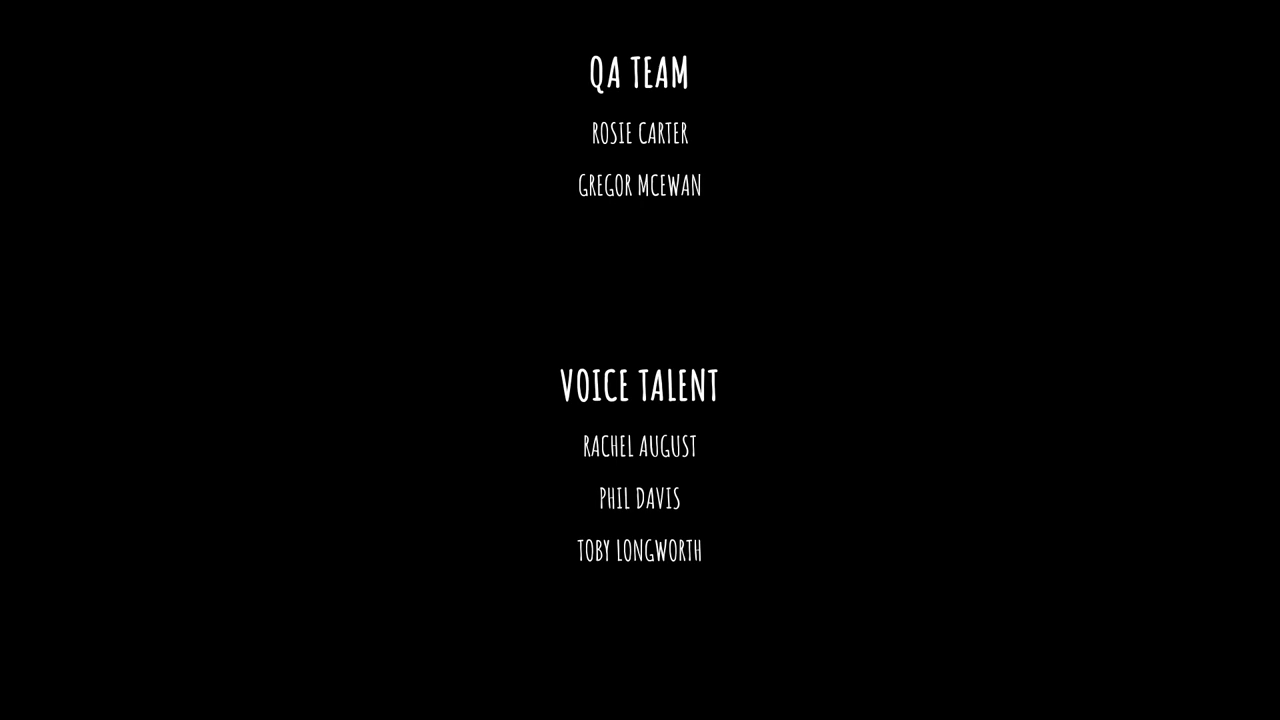 QA TEAM
ROSIE CARTER
GREGOR MCEWAN
VOICE TALENT
RACHEL AUGUST
PHIL DAVIS
TOBY LONGWORTH